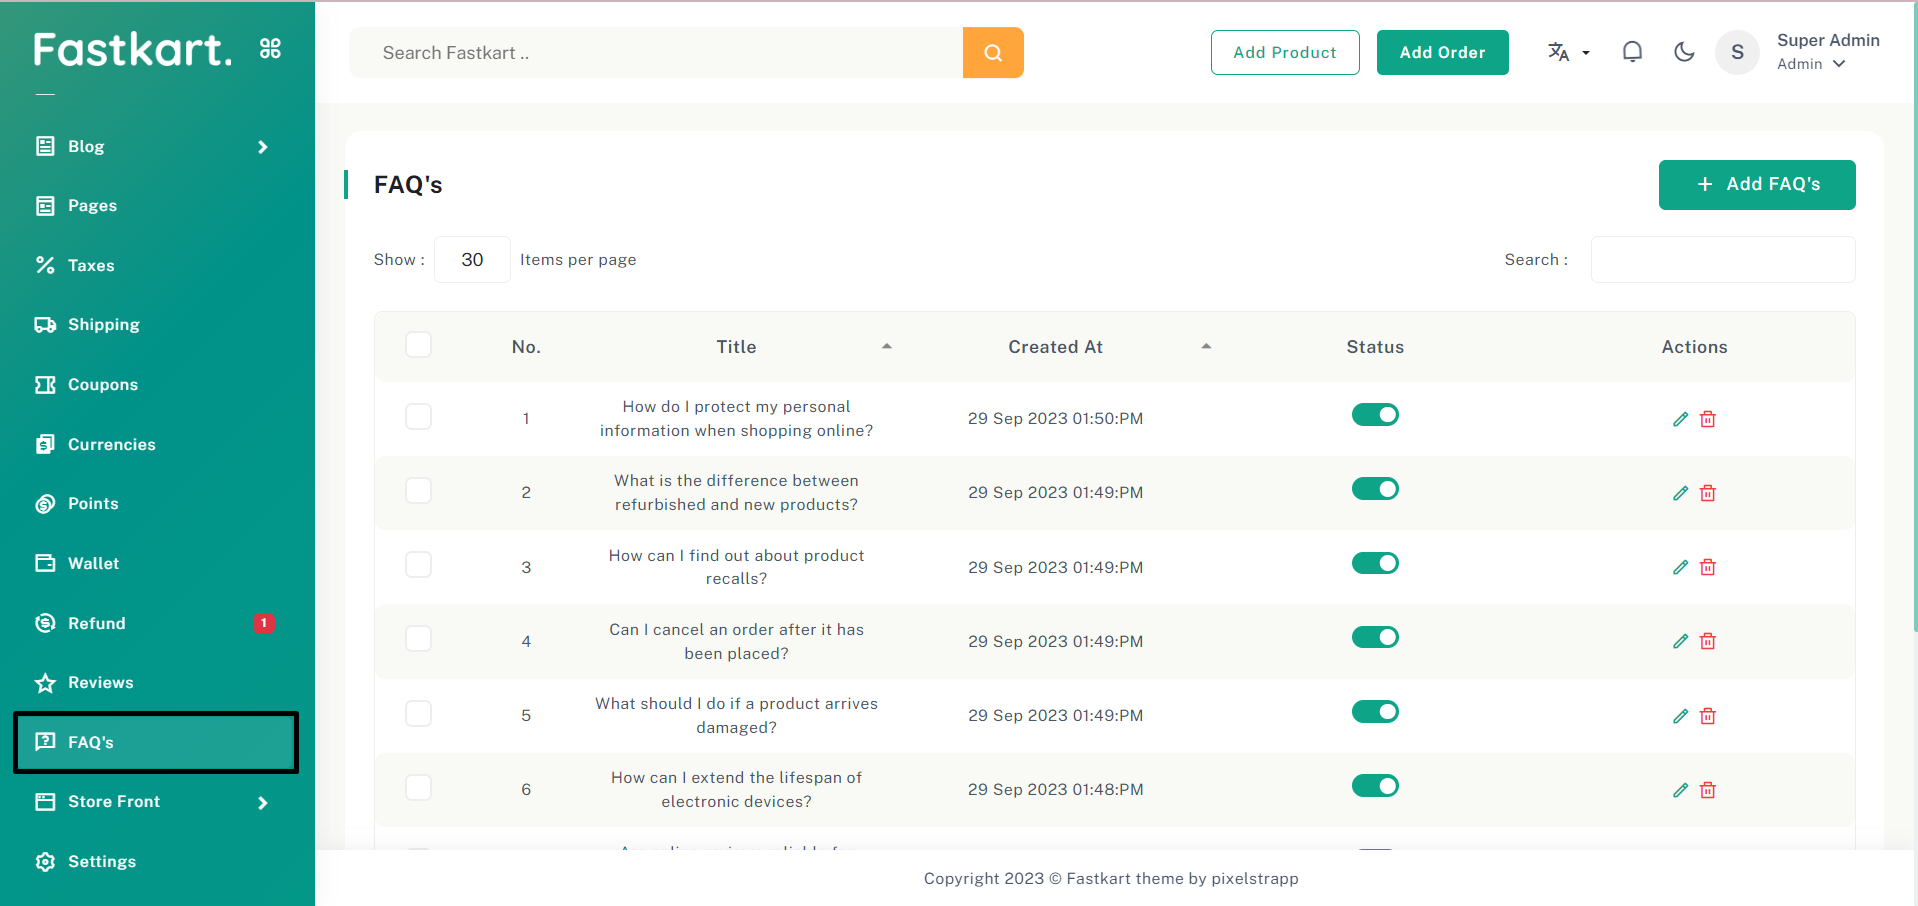 Fastkart.
Blog
Pages
Taxes
Shipping
Coupons
Currencies
Points
Wallet
Refund 1
Reviews
FAQ's
Store Front
Settings
Search Fastkart ..
Add Product
Add Order
S
Super Admin
Admin
FAQ's
+ Add FAQ's
Show : 30 Items per page
Search :
No. Title Created At Status Actions
1 How do I protect my personal
information when shopping online? 29 Sep 2023 01:50:PM
2 What is the difference between
refurbished and new products? 29 Sep 2023 01:49:PM
3 How can I find out about product
recalls? 29 Sep 2023 01:49:PM
4 Can I cancel an order after it has
been placed? 29 Sep 2023 01:49:PM
5 What should I do if a product arrives
damaged? 29 Sep 2023 01:49:PM
6 How can I extend the lifespan of
electronic devices? 29 Sep 2023 01:48:PM
Copyright 2023 © Fastkart theme by pixelstrapp